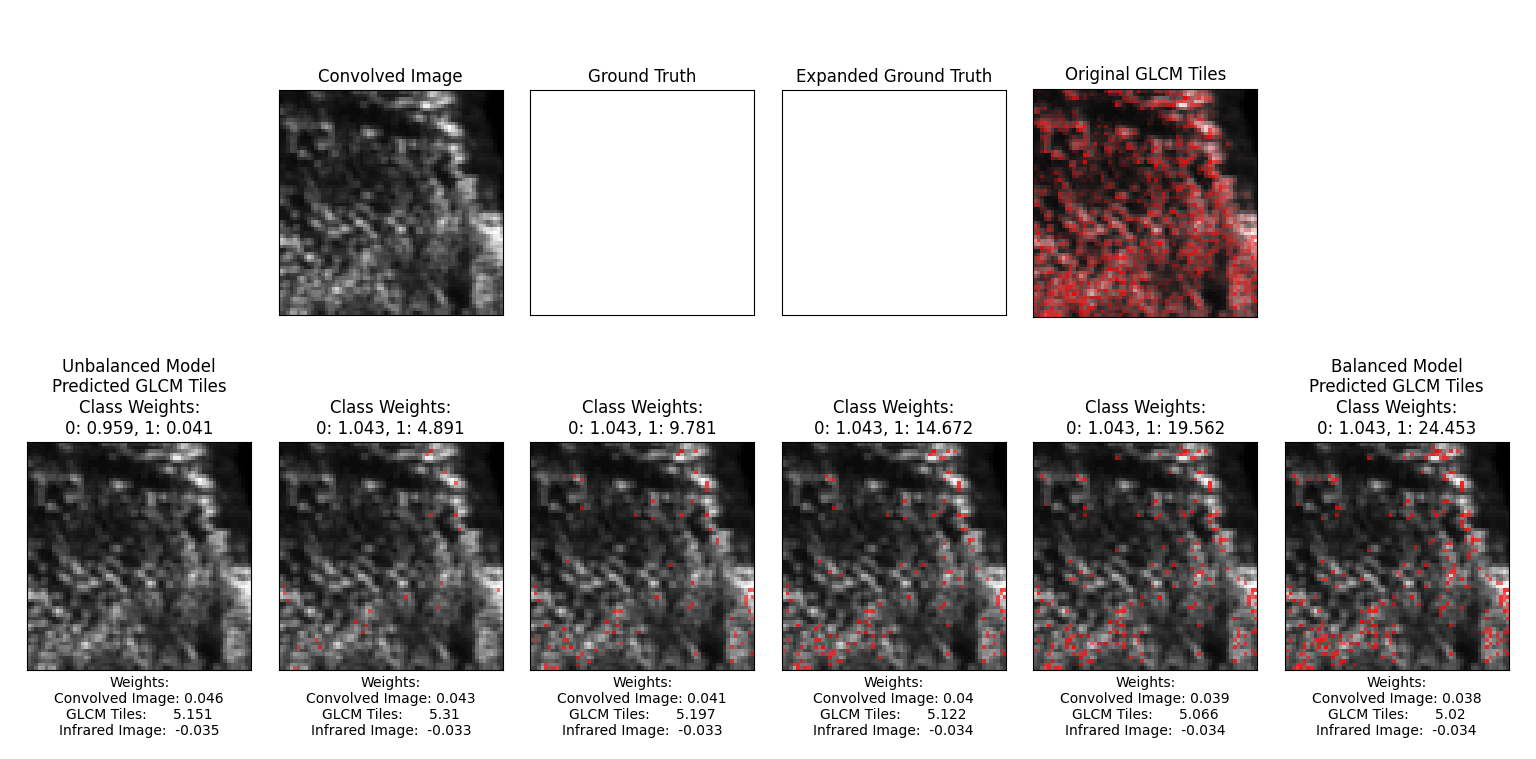 Convolved Image
Ground Truth
Expanded Ground Truth
Original GLCM Tiles
Unbalanced Model
Predicted GLCM Tiles
Class Weights:
0: 0.959, 1: 0.041
Class Weights:
0: 1.043, 1: 4.891
Class Weights:
0: 1.043, 1: 9.781
Class Weights:
0: 1.043, 1: 14.672
Class Weights:
0: 1.043, 1: 19.562
Balanced Model
Predicted GLCM Tiles
Class Weights:
0: 1.043, 1: 24.453
Weights:
Convolved Image: 0.046
GLCM Tiles: 5.151
Infrared Image: -0.035
Weights:
Convolved Image: 0.043
GLCM Tiles: 5.31
Infrared Image: -0.033
Weights:
Convolved Image: 0.041
GLCM Tiles: 5.197
Infrared Image: -0.033
Weights:
Convolved Image: 0.04
GLCM Tiles: 5.122
Infrared Image: -0.034
Weights:
Convolved Image: 0.039
GLCM Tiles: 5.066
Infrared Image: -0.034
Weights:
Convolved Image: 0.038
GLCM Tiles: 5.02
Infrared Image: -0.034